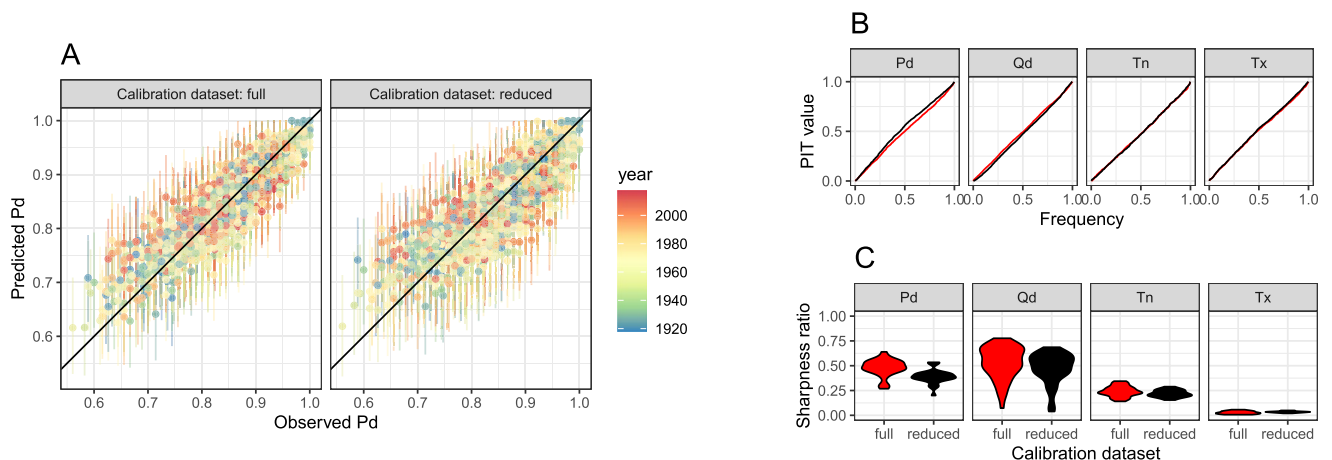 A
Calibration dataset: full
Calibration dataset: reduced
Predicted Pd
1.0
0.9
0.8
0.7
0.6
0.6 0.7 0.8 0.9 1.0
0.6 0.7 0.8 0.9 1.0
Observed Pd
year
2000
1980
1960
1940
1920
B
Pd Qd Tn Tx
PIT value
1.0
0.5
0.0
0.0 0.5 1.0 0.0 0.5 1.0 0.0 0.5 1.0 0.0 0.5 1.0
Frequency
C
Pd Qd Tn Tx
Sharpness ratio
1.00
0.75
0.50
0.25
0.00
full reduced full reduced full reduced full reduced
Calibration dataset